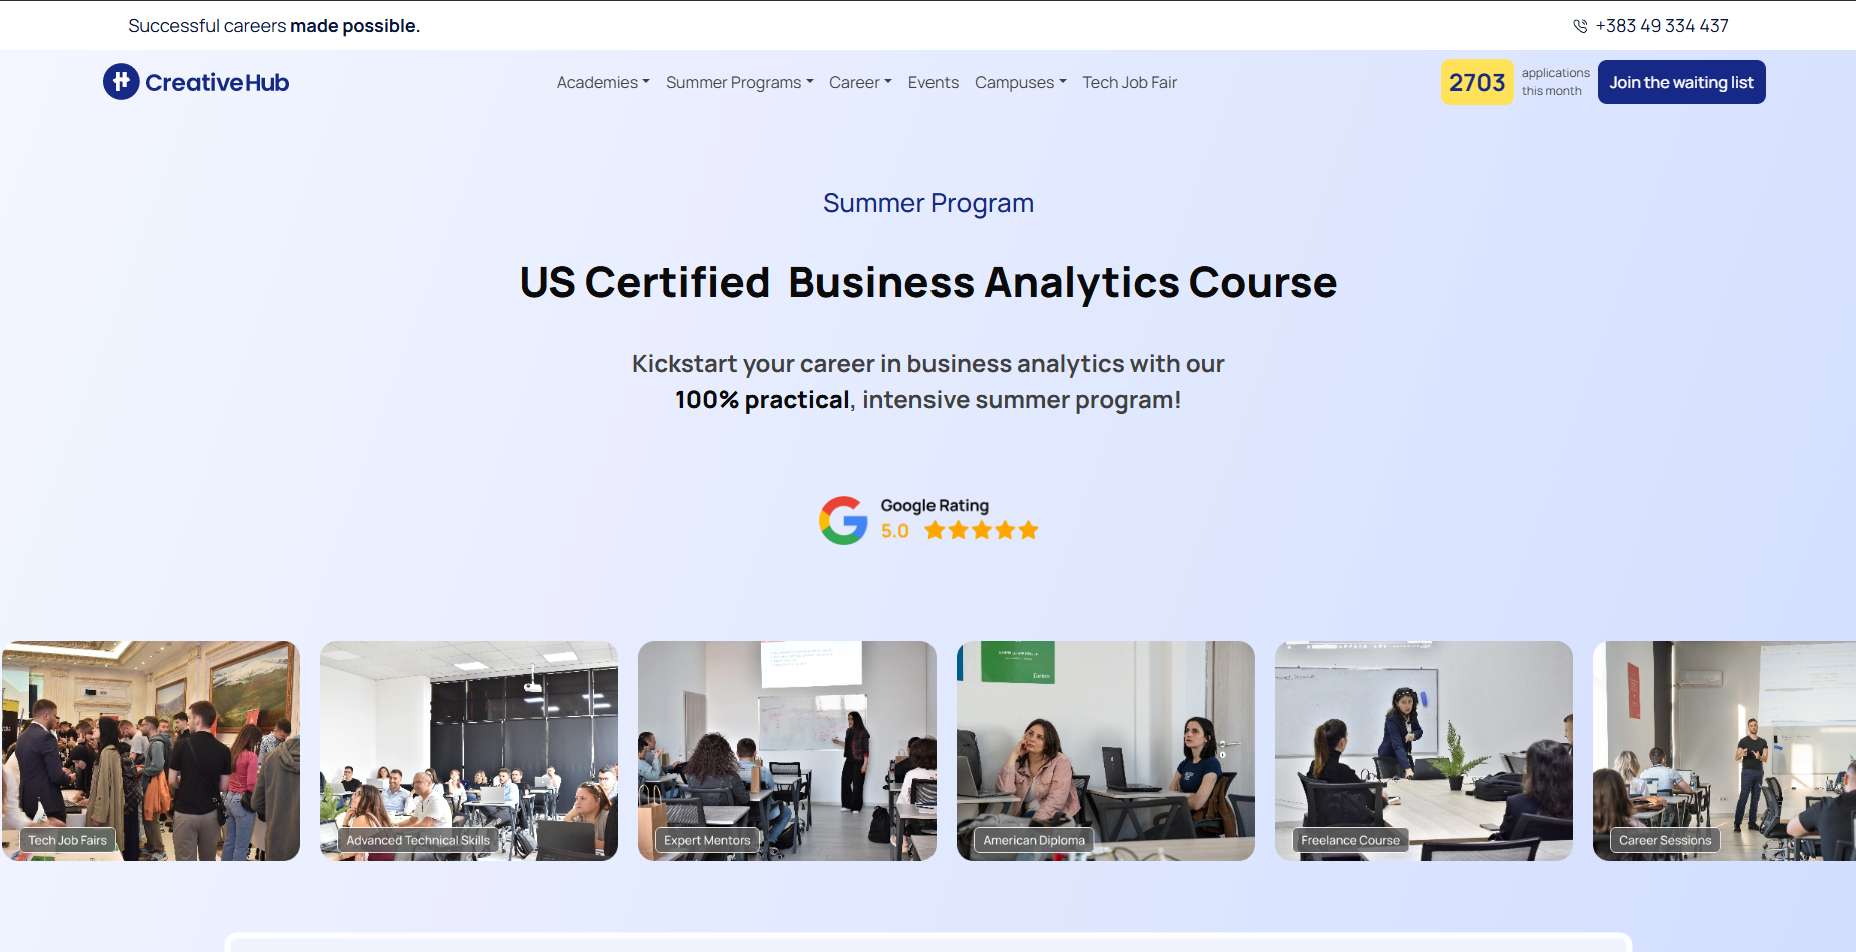 Successful careers made possible.
+383 49 334 437
CreativeHub
Academies
Summer Programs
Career
Events
Campuses
Tech Job Fair
2703
applications
this month
Join the waiting list
Summer Program
US Certified Business Analytics Course
Kickstart your career in business analytics with our
100% practical, intensive summer program!
Google Rating
5.0
Tech Job Fairs
Advanced Technical Skills
Expert Mentors
American Diploma
Freelance Course
Career Sessions
Forbes